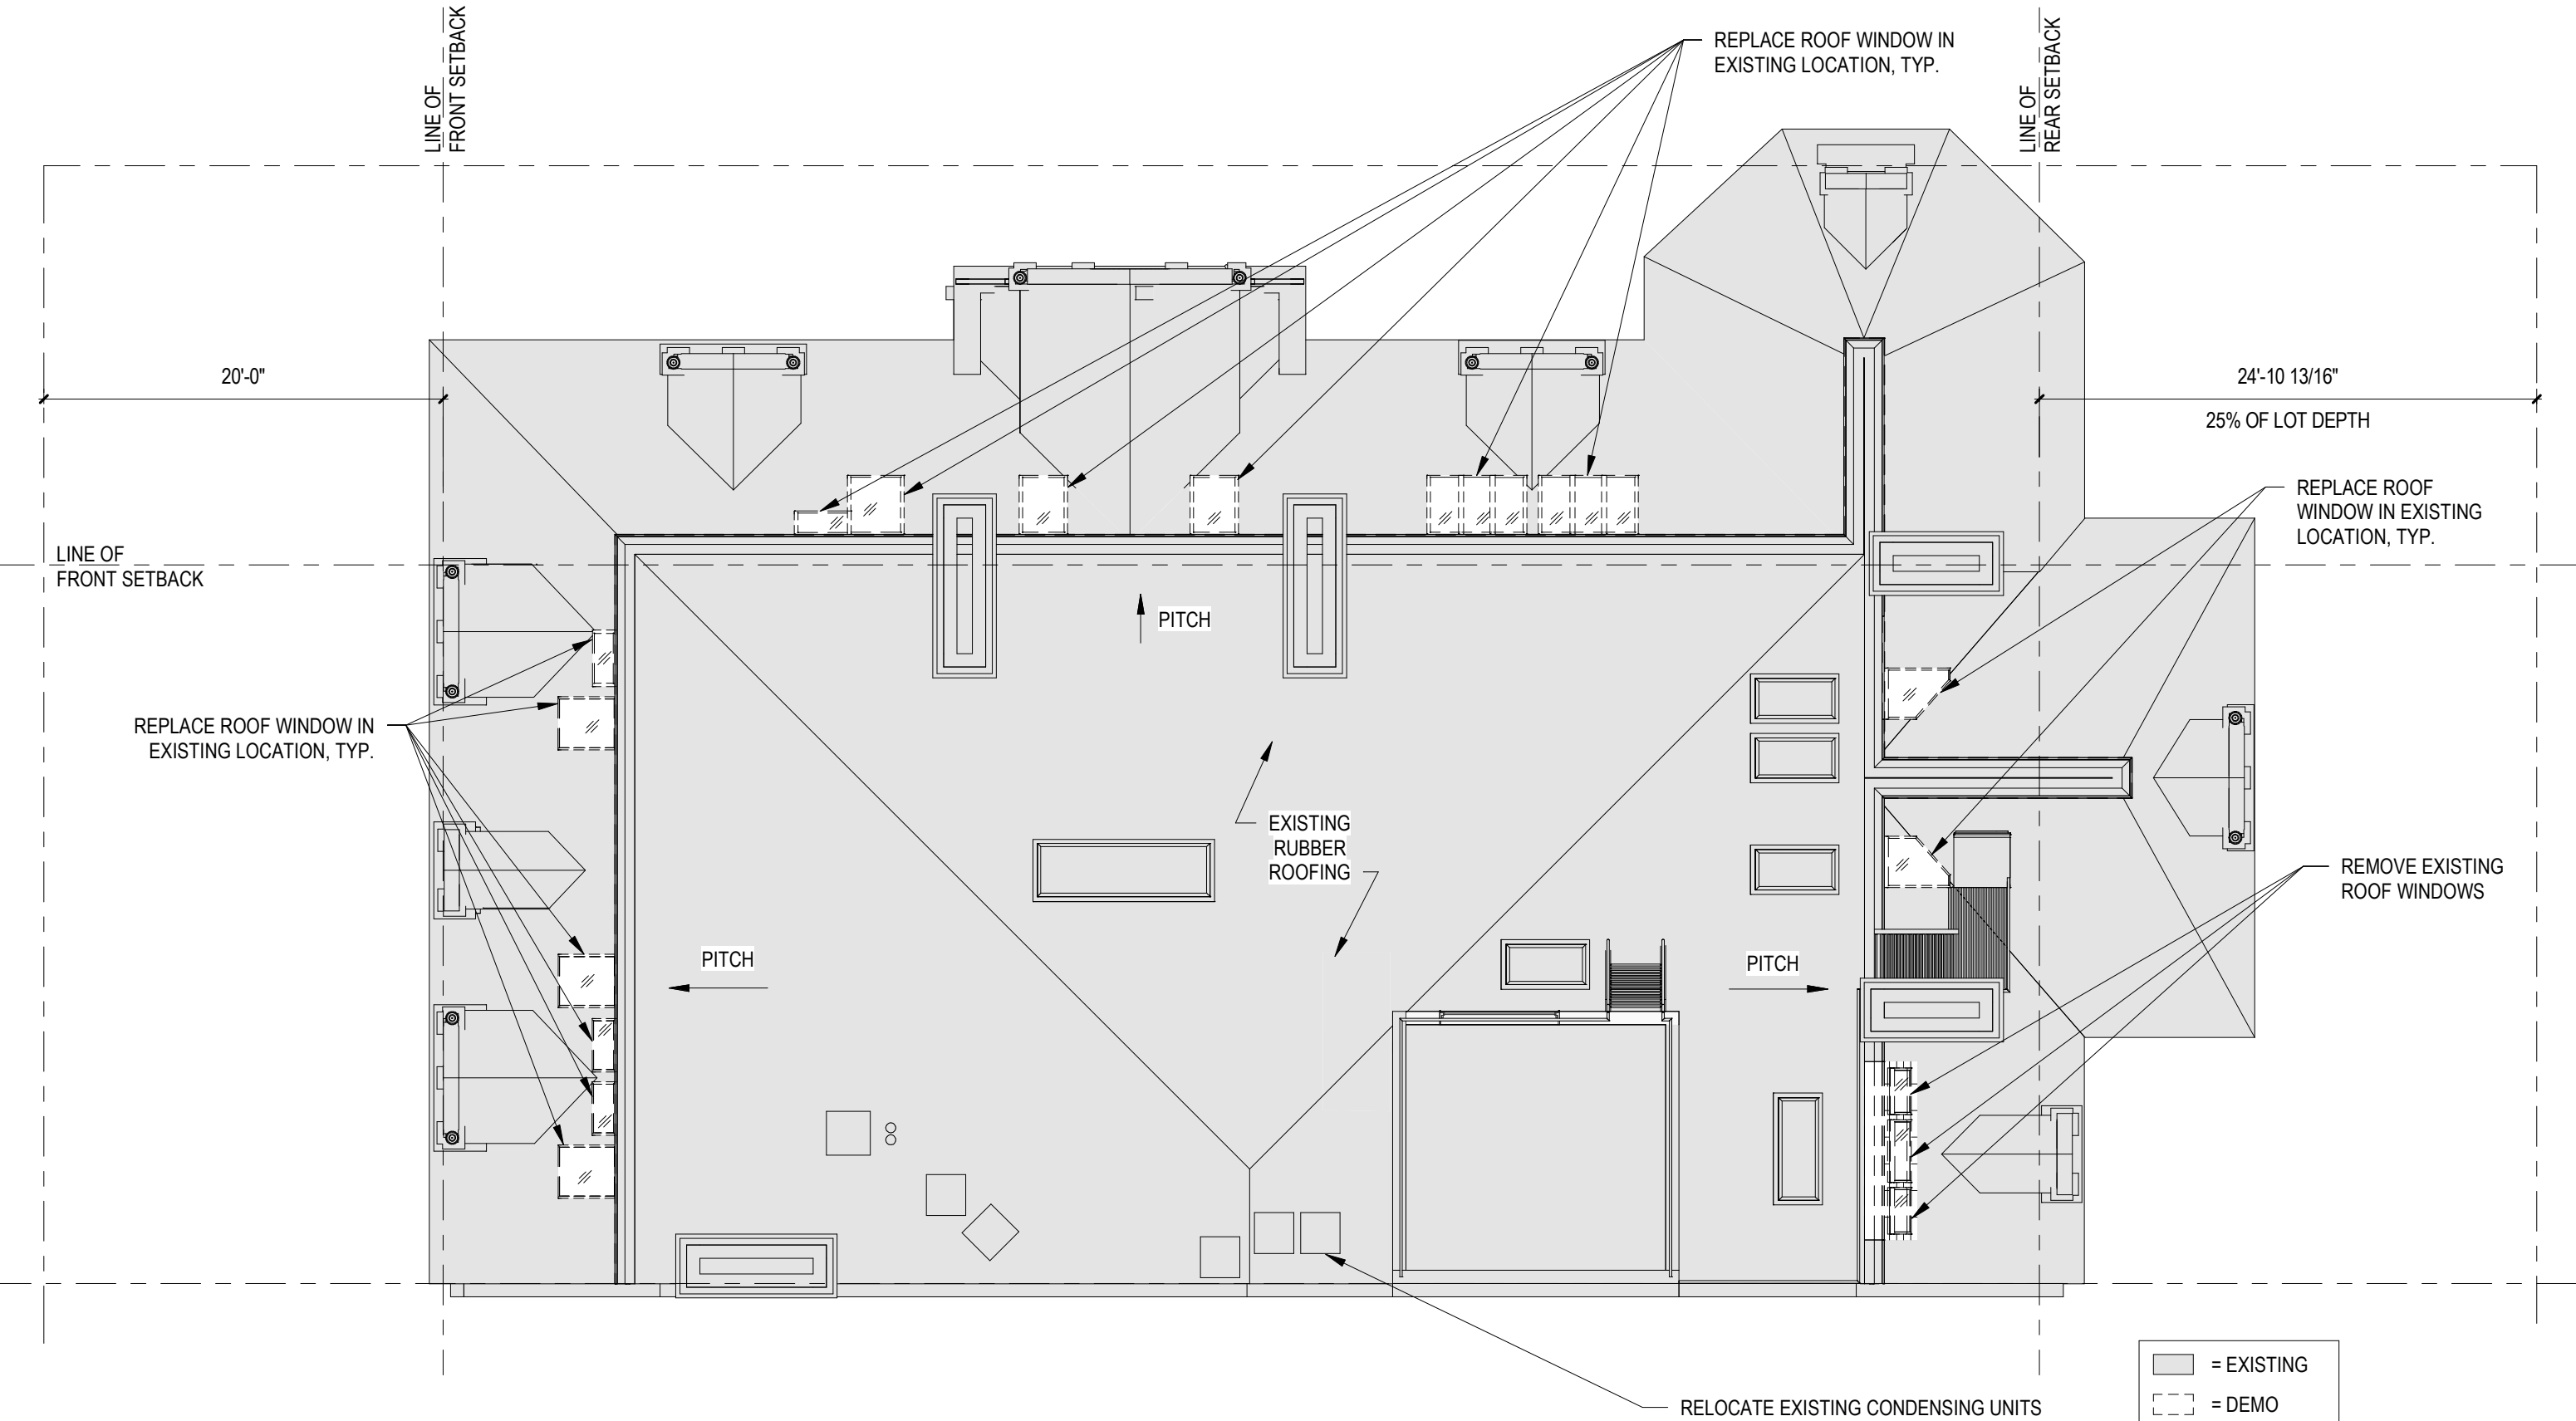 LINE OF
FRONT SETBACK
REPLACE ROOF WINDOW IN
EXISTING LOCATION, TYP.
LINE OF
REAR SETBACK
20'-0"
24'-10 13/16"
25% OF LOT DEPTH
REPLACE ROOF
WINDOW IN EXISTING
LOCATION, TYP.
LINE OF
FRONT SETBACK
PITCH
REPLACE ROOF WINDOW IN
EXISTING LOCATION, TYP.
EXISTING
RUBBER
ROOFING
REMOVE EXISTING
ROOF WINDOWS
PITCH
PITCH
= EXISTING
= DEMO
RELOCATE EXISTING CONDENSING UNITS